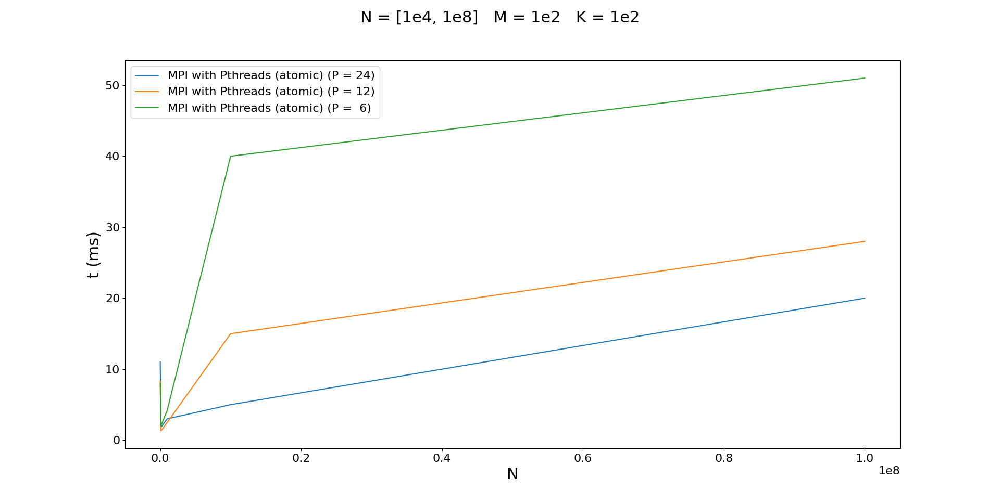 N = [1e4, 1e8]   M = 1e2   K = 1e2
MPI with Pthreads (atomic) (P = 24)
MPI with Pthreads (atomic) (P = 12)
MPI with Pthreads (atomic) (P =  6)
50
40
30
20
10
0
t (ms)
0.0 0.2 0.4 0.6 0.8 1.0
1e8
N